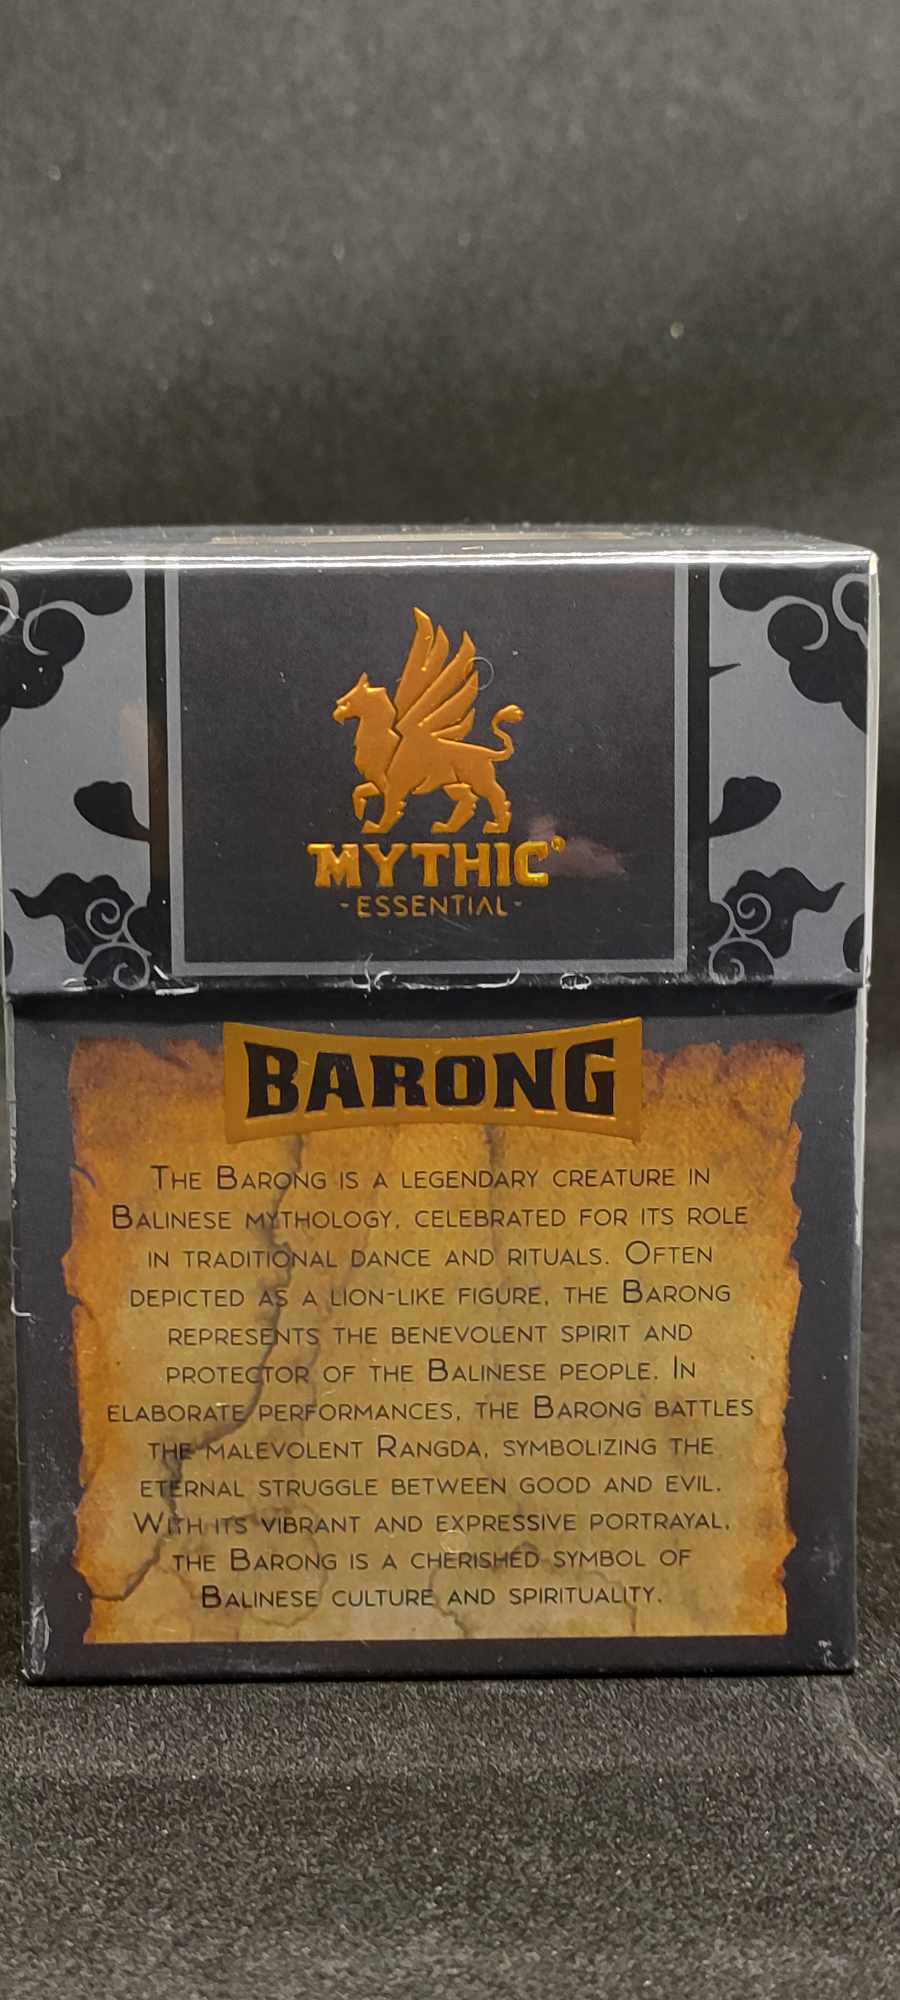 MYTHIC®
-ESSENTIAL-
BARONG
THE BARONG IS A LEGENDARY CREATURE IN
BALINESE MYTHOLOGY, CELEBRATED FOR ITS ROLE
IN TRADITIONAL DANCE AND RITUALS. OFTEN
DEPICTED AS A LION-LIKE FIGURE, THE BARONG
REPRESENTS THE BENEVOLENT SPIRIT AND
PROTECTOR OF THE BALINESE PEOPLE. IN
ELABORATE PERFORMANCES, THE BARONG BATTLES
THE MALEVOLENT RANGDA, SYMBOLIZING THE
ETERNAL STRUGGLE BETWEEN GOOD AND EVIL.
WITH ITS VIBRANT AND EXPRESSIVE PORTRAYAL,
THE BARONG IS A CHERISHED SYMBOL OF
BALINESE CULTURE AND SPIRITUALITY.